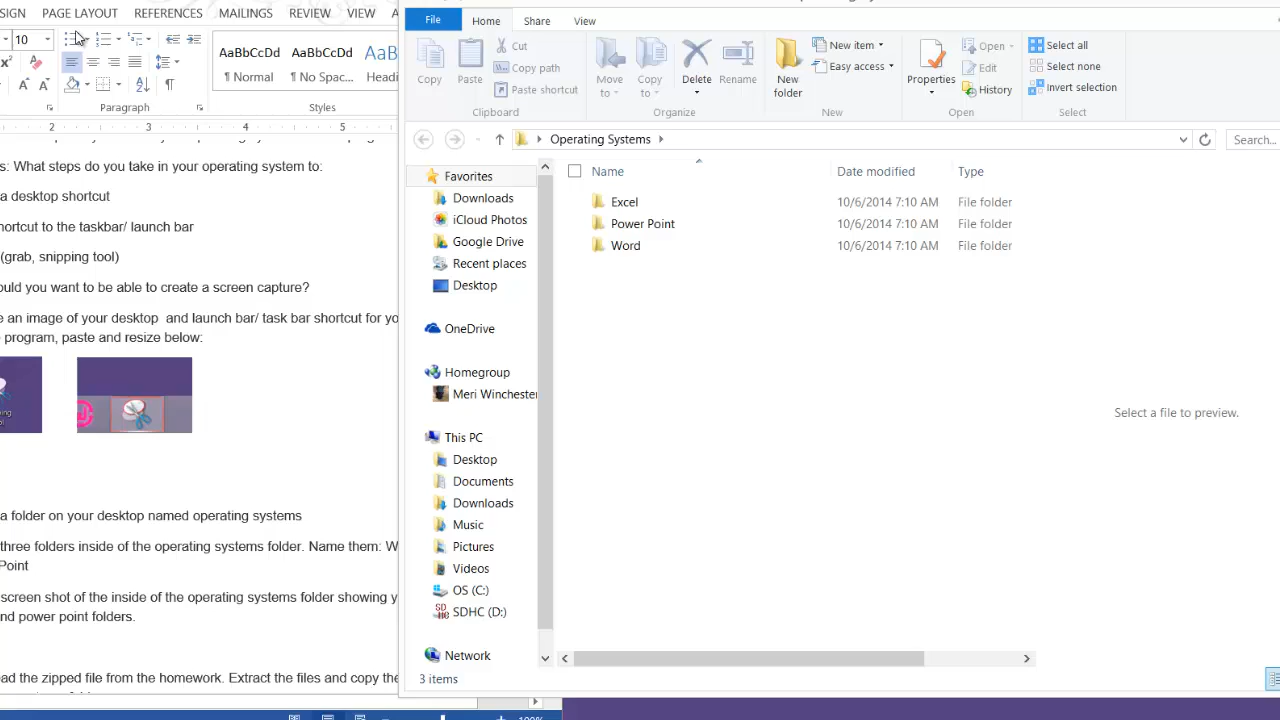 SIGN PAGE LAYOUT REFERENCES MAILINGS REVIEW VIEW
10
AaBbCcD AaBbCcDd AaBb
¶ Normal ¶ No Spac... Headi
Paragraph Styles
2 3 4 5
s: What steps do you take in your operating system to:
a desktop shortcut
hortcut to the taskbar/ launch bar
(grab, snipping tool)
ould you want to be able to create a screen capture?
e an image of your desktop and launch bar/ task bar shortcut for yo
program, paste and resize below:
a folder on your desktop named operating systems
three folders inside of the operating systems folder. Name them: W
Point
screen shot of the inside of the operating systems folder showing y
nd power point folders.
ad the zipped file from the homework. Extract the files and copy the
100%
File Home Share View
Copy
Paste
Cut
Copy path
Paste shortcut
Clipboard
Move to
Copy to
Delete
Rename
Organize
New folder
New item
Easy access
New
Properties
Open
Edit
History
Open
Select all
Select none
Invert selection
Select
Operating Systems
Search...
Favorites
Downloads
iCloud Photos
Google Drive
Recent places
Desktop
OneDrive
Homegroup
Meri Winchester
This PC
Desktop
Documents
Downloads
Music
Pictures
Videos
OS (C:)
SDHC (D:)
Network
Name Date modified Type
Excel 10/6/2014 7:10 AM File folder
Power Point 10/6/2014 7:10 AM File folder
Word 10/6/2014 7:10 AM File folder
Select a file to preview.
3 items